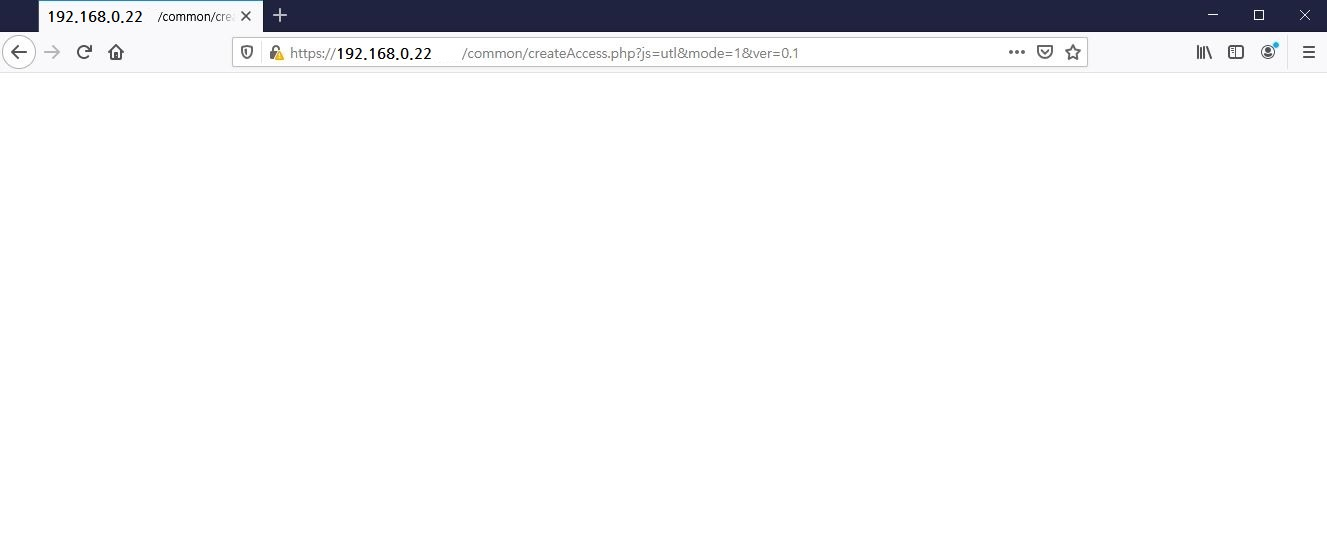 192.168.0.22 /common/crea
https://192.168.0.22 /common/createAccess.php?js=utl&mode=1&ver=0.1